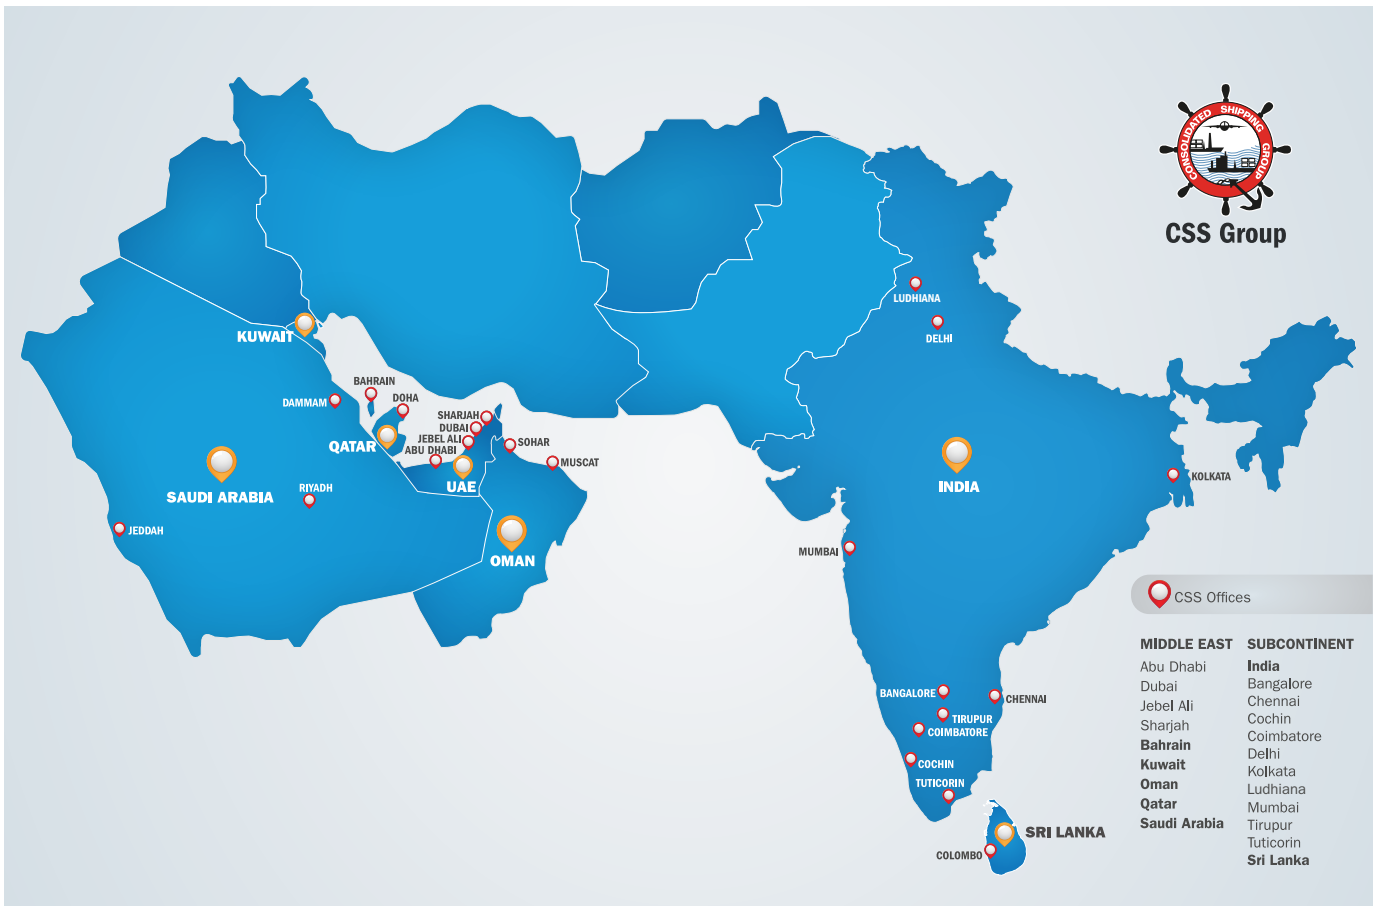 CONSOLIDATED SHIPPING GROUP
CSS Group
LUDHIANA
DELHI
KUWAIT
BAHRAIN
DAMMAM
DOHA
SHARJAH
DUBAI
QATAR
JEBEL ALI
SOHAR
ABU DHABI
MUSCAT
UAE
SAUDI ARABIA
RIYADH
INDIA
KOLKATA
JEDDAH
MUMBAI
OMAN
CSS Offices
BANGALORE
CHENNAI
TIRUPUR
COIMBATORE
COCHIN
TUTICORIN
SRI LANKA
COLOMBO
MIDDLE EAST
Abu Dhabi
Dubai
Jebel Ali
Sharjah
Bahrain
Kuwait
Oman
Qatar
Saudi Arabia
SUBCONTINENT
India
Bangalore
Chennai
Cochin
Coimbatore
Delhi
Kolkata
Ludhiana
Mumbai
Tirupur
Tuticorin
Sri Lanka